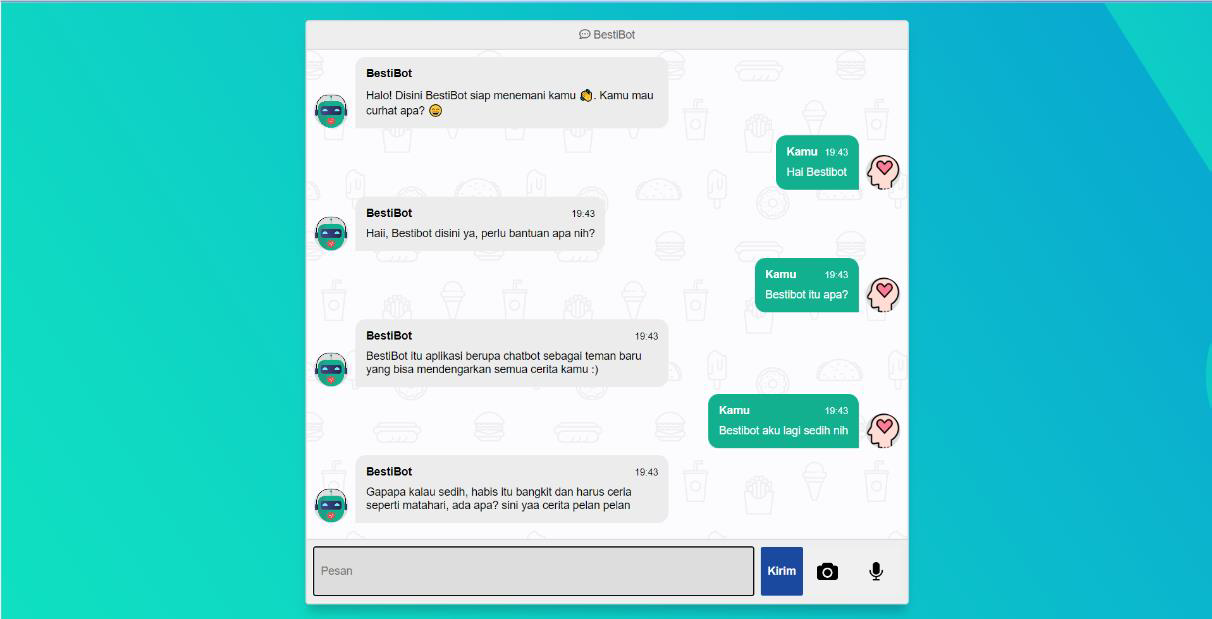 BestiBot
BestiBot
Halo! Disini BestiBot siap menemani kamu 👏. Kamu mau
curhat apa? 😄
Kamu 19:43
Hai Bestibot
BestiBot 19:43
Haii, Bestibot disini ya, perlu bantuan apa nih?
Kamu 19:43
Bestibot itu apa?
BestiBot 19:43
BestiBot itu aplikasi berupa chatbot sebagai teman baru
yang bisa mendengarkan semua cerita kamu :)
Kamu 19:43
Bestibot aku lagi sedih nih
BestiBot 19:43
Gapapa kalau sedih, habis itu bangkit dan harus ceria
seperti matahari, ada apa? sini yaa cerita pelan pelan
Pesan
Kirim